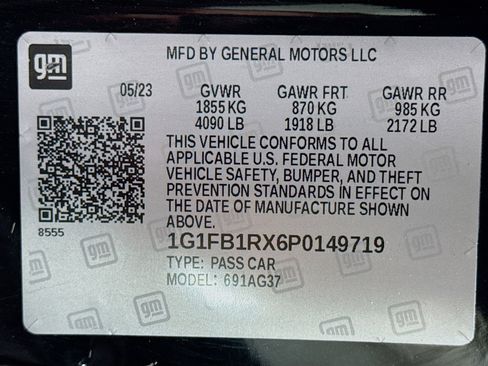 gm
MFD BY GENERAL MOTORS LLC
05/23 GVWR GAWR FRT GAWR RR
1855 KG 870 KG 985 KG
4090 LB 1918 LB 2172 LB
THIS VEHICLE CONFORMS TO ALL
APPLICABLE U.S. FEDERAL MOTOR
VEHICLE SAFETY, BUMPER, AND THEFT
PREVENTION STANDARDS IN EFFECT ON
THE DATE OF MANUFACTURE SHOWN
ABOVE.
8555
1G1FB1RX6P0149719
TYPE: PASS CAR
MODEL: 691AG37